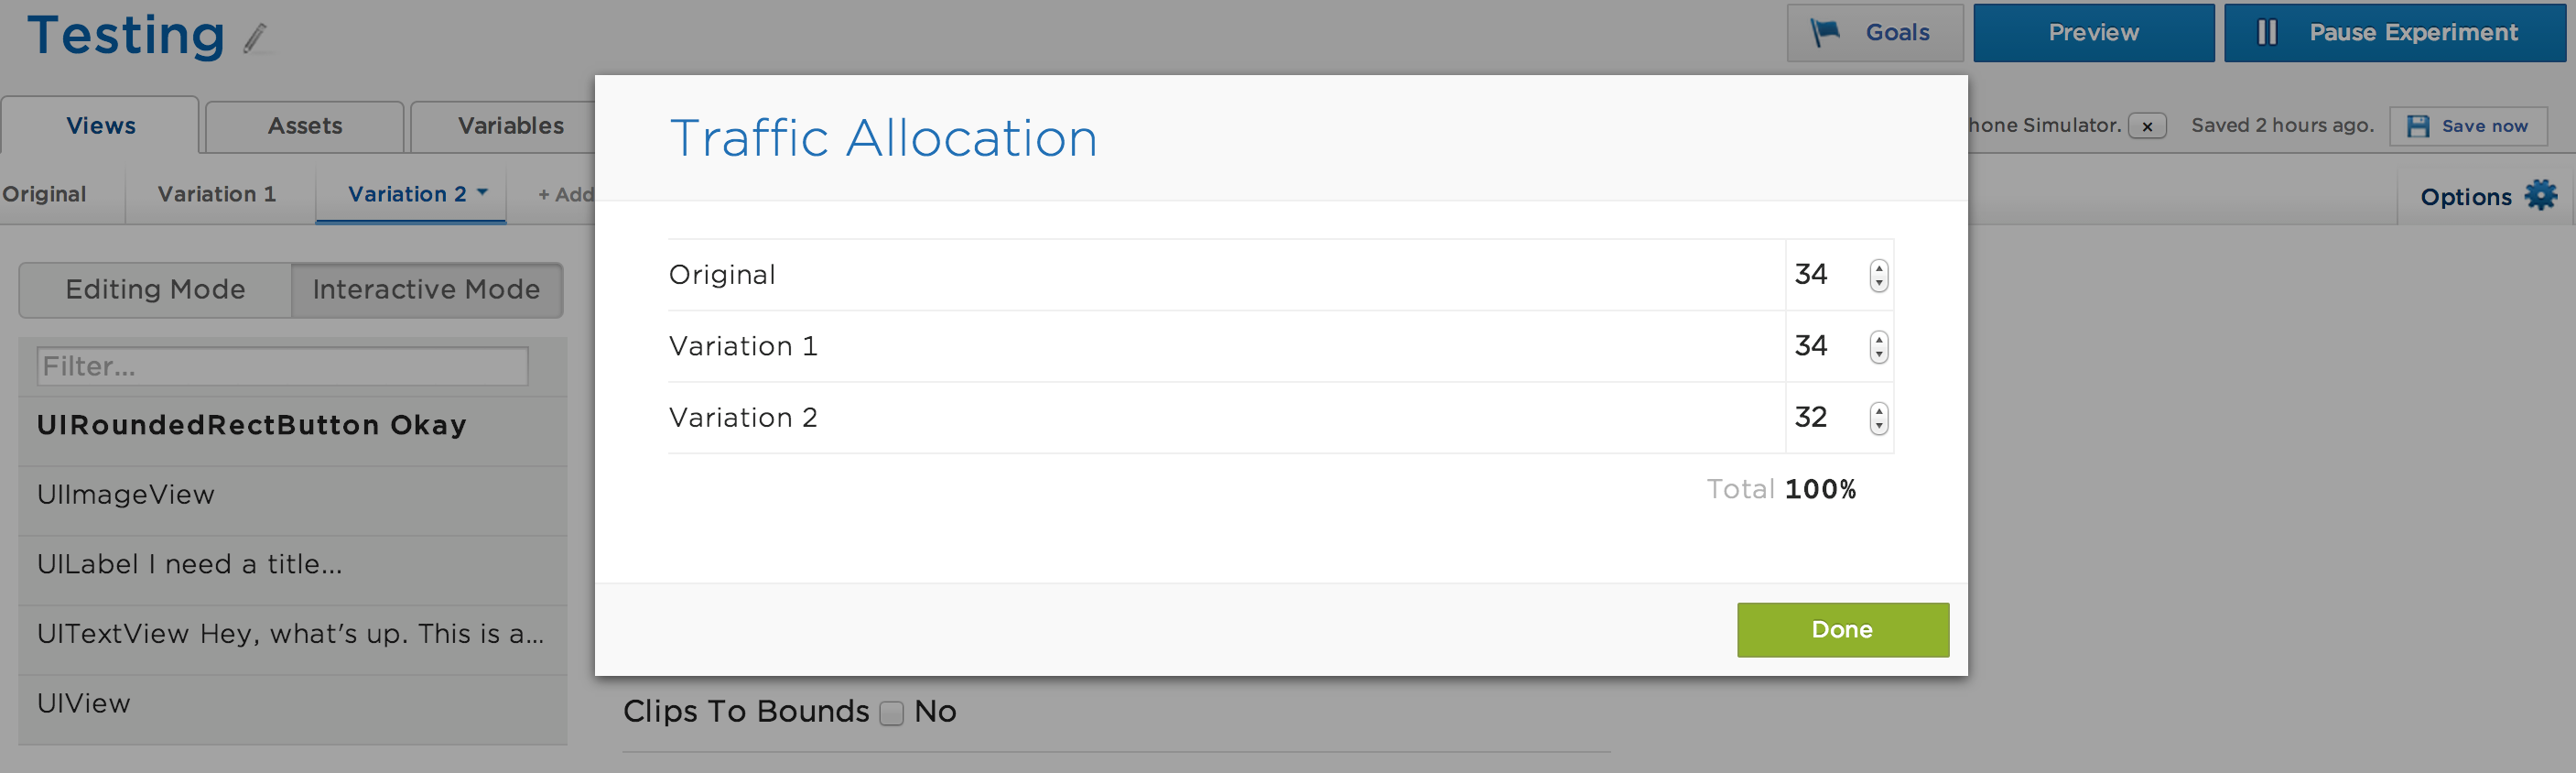 Testing
Goals
Preview
Pause Experiment
Views
Assets
Variables
hone Simulator.
Saved 2 hours ago.
Save now
Original
Variation 1
Variation 2
+ Add
Options
Editing Mode
Interactive Mode
Filter...
UIRoundedRectButton Okay
UIImageView
UILabel I need a title...
UITextView Hey, what's up. This is a...
UIView
Traffic Allocation
Original 34
Variation 1 34
Variation 2 32
Total 100%
Done
Clips To Bounds No